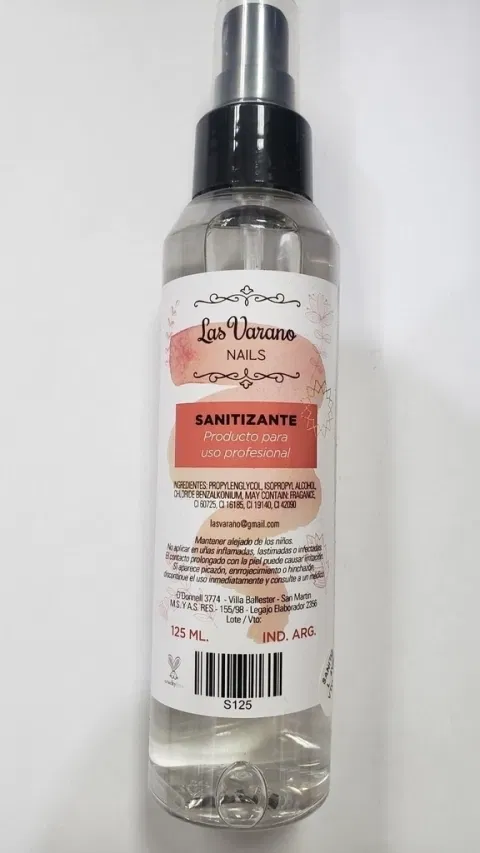 Las Varano
NAILS
SANITIZANTE
Producto para
uso profesional
INGREDIENTES: PROPYLENGLYCOL, ISOPROPYL ALCOHOL,
CHLORIDE BENZALKONIUM, MAY CONTAIN: FRAGANCE,
CI 60725, CI 16185, CI 19140, CI 42090
lasvarano@gmail.com
Mantener alejado de los niños.
No aplicar en uñas inflamadas, lastimadas o infectadas
El contacto prolongado con la piel puede causar irritación.
Si aparece picazón, enrrojecimiento o hinchazón,
discontinue el uso inmediatamente y consulte a un médico.
O'Donnell 3774 - Villa Ballester - San Martin
M.S. Y A.S. RES.- 155/98 - Legajo Elaborador 2356
Lote / Vto:
125 ML. IND. ARG.
S125